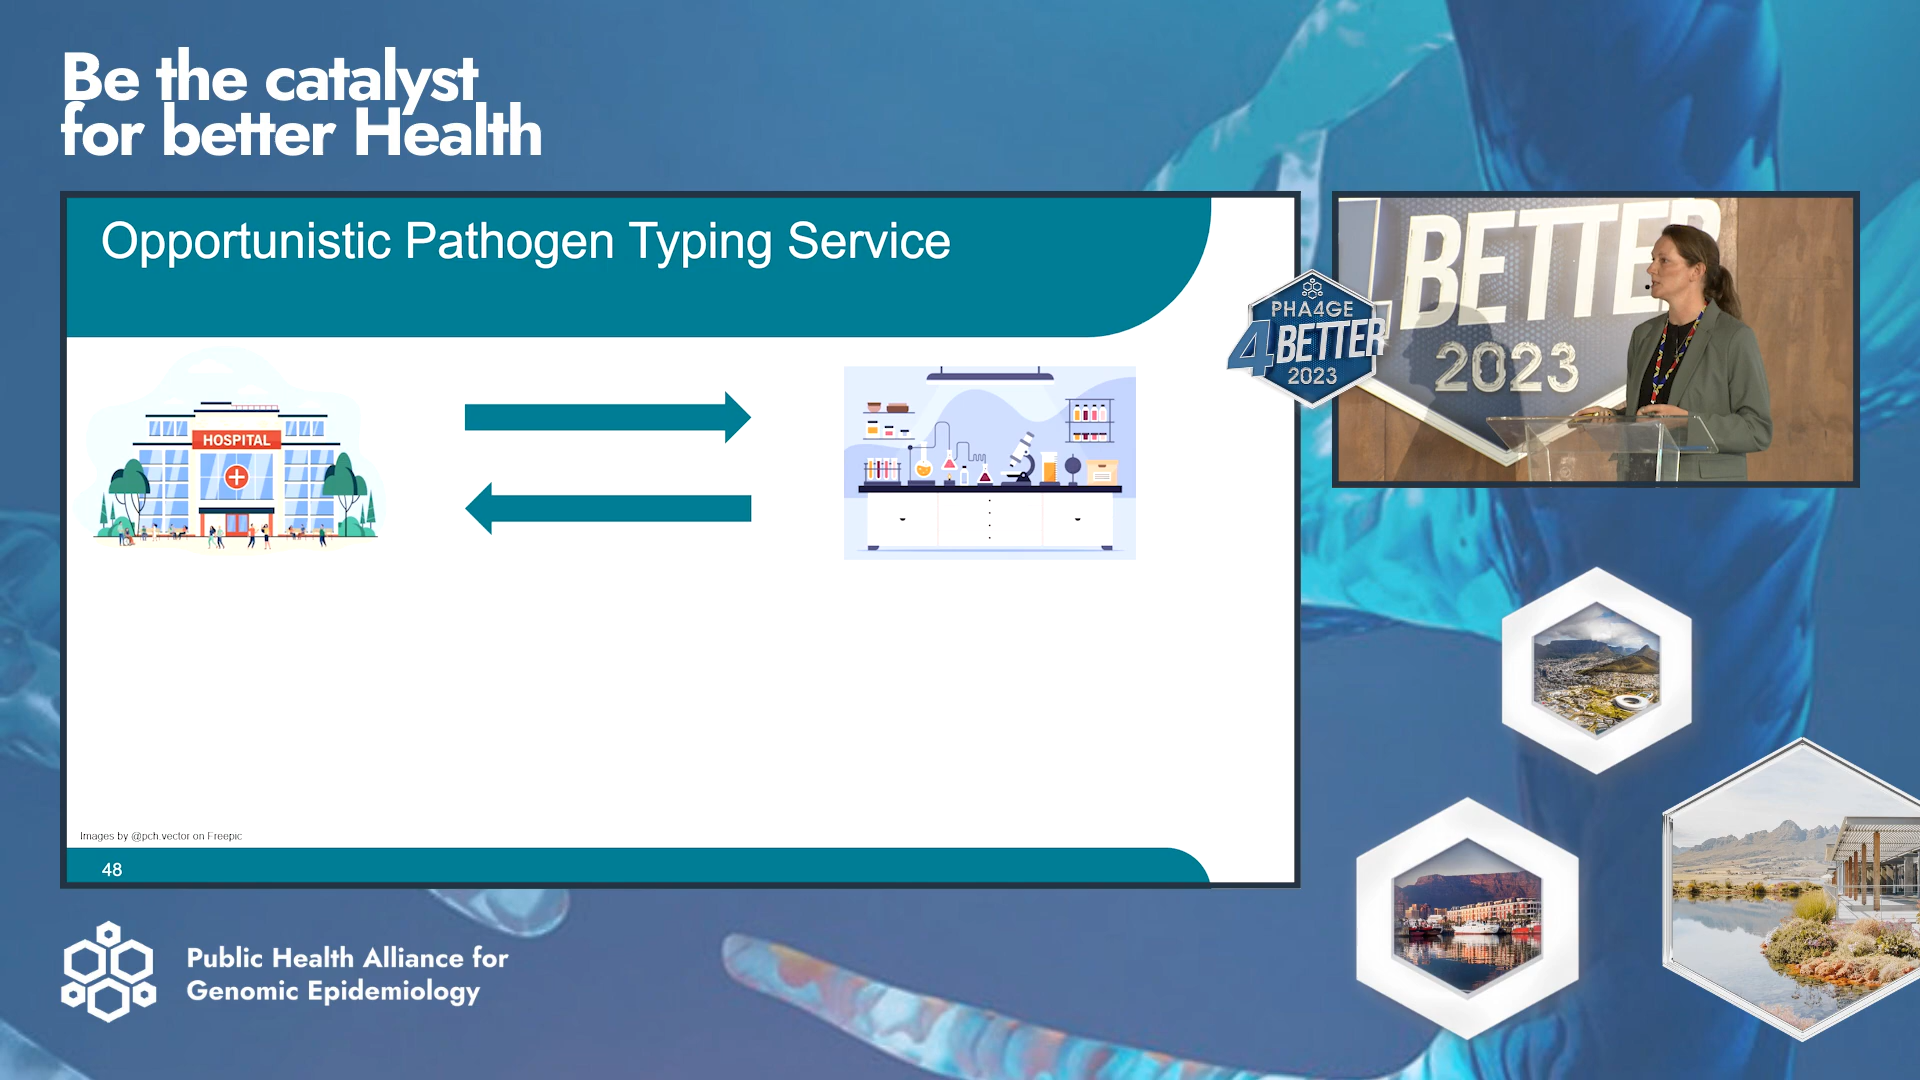 Be the catalyst
for better Health
Opportunistic Pathogen Typing Service
HOSPITAL
PHA4GE
4 BETTER
2023
4 BETTER
2023
Images by @pch.vector on Freepic
48
Public Health Alliance for
Genomic Epidemiology